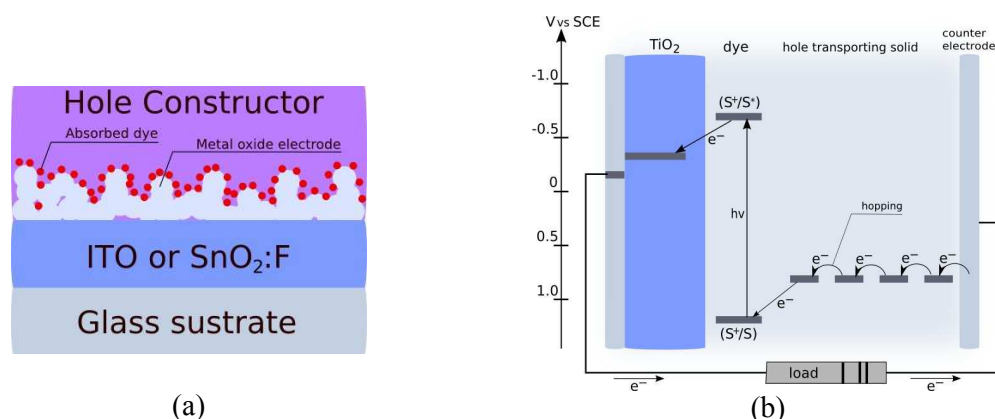 Hole Constructor
Absorbed dye
Metal oxide electrode
ITO or SnO₂:F
Glass sustrate
(a)
V vs SCE
TiO₂
dye
hole transporting solid
counter
electrode
-1.0
-0.5
0
0.5
1.0
(S⁺/S*)
e⁻
hν
hopping
e⁻ e⁻ e⁻ e⁻
e⁻
(S⁺/S)
load
e⁻
e⁻
(b)